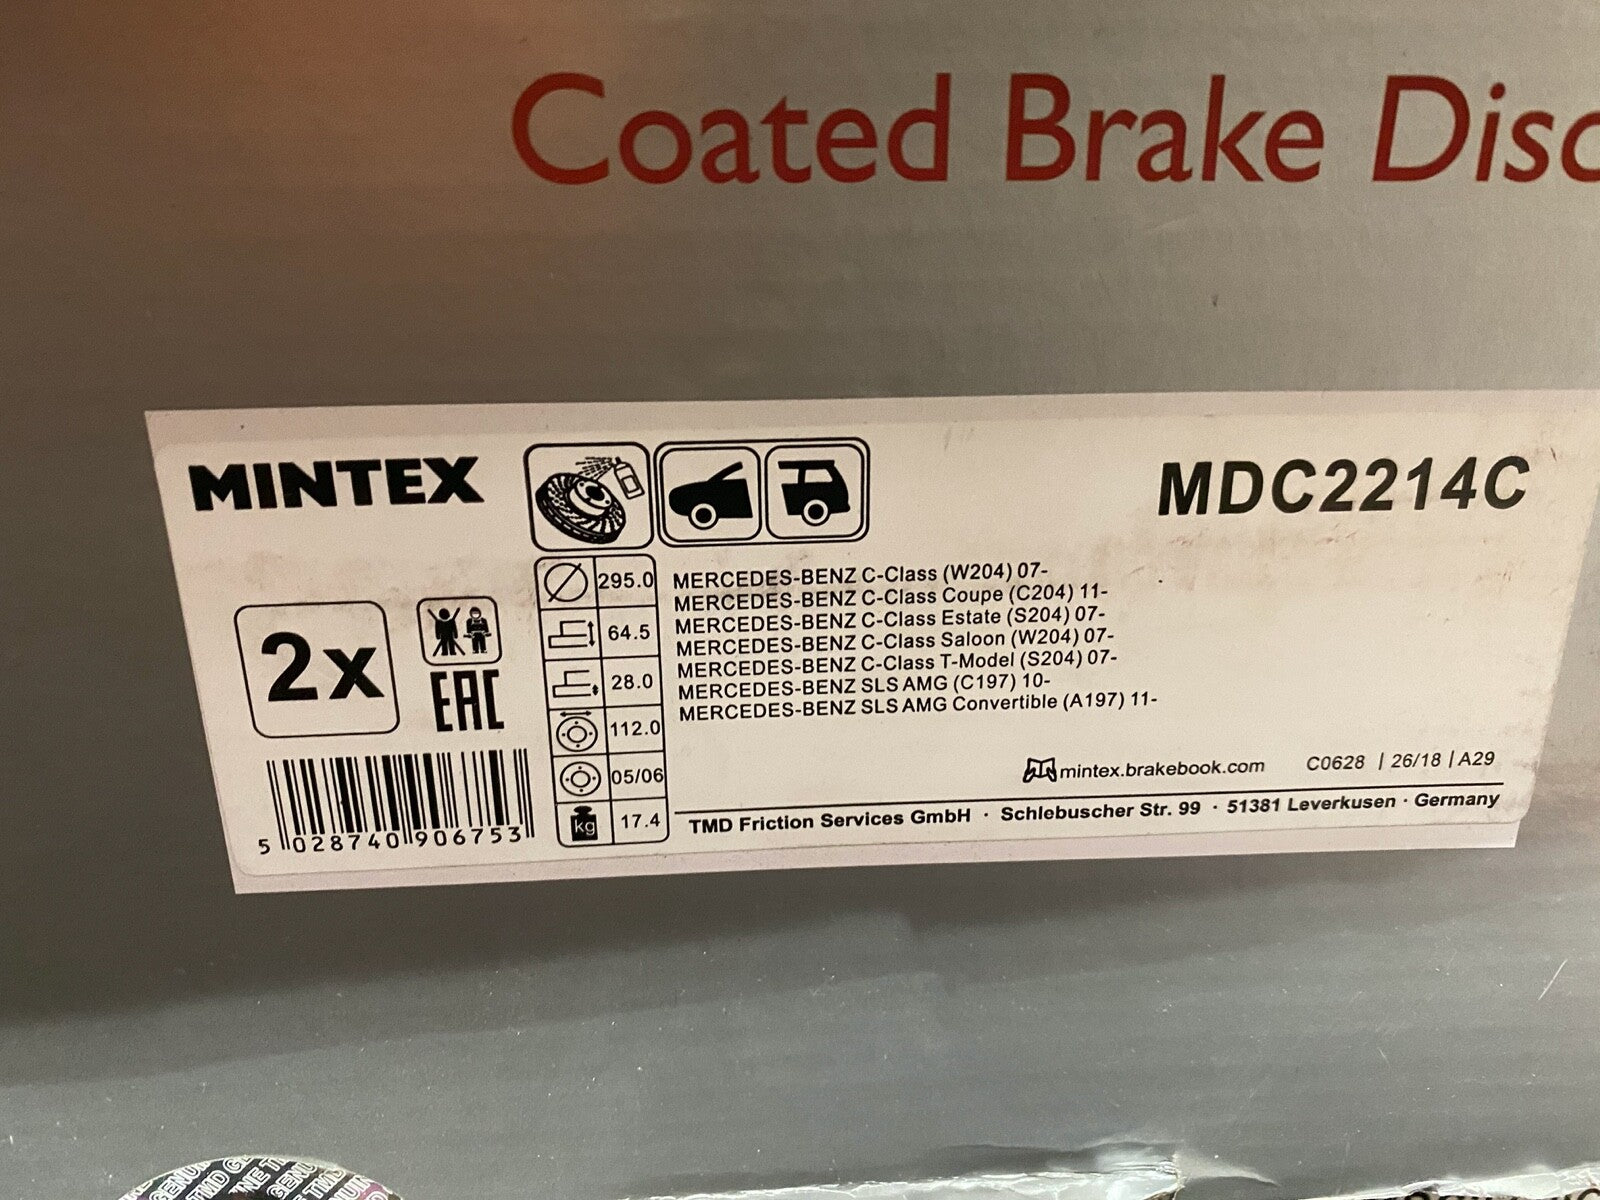 Coated Brake Disc
MINTEX
MDC2214C
295.0
64.5
28.0
112.0
05/06
kg 17.4
2x
EAC
5 028740 906753
MERCEDES-BENZ C-Class (W204) 07-
MERCEDES-BENZ C-Class Coupe (C204) 11-
MERCEDES-BENZ C-Class Estate (S204) 07-
MERCEDES-BENZ C-Class Saloon (W204) 07-
MERCEDES-BENZ C-Class T-Model (S204) 07-
MERCEDES-BENZ SLS AMG (C197) 10-
MERCEDES-BENZ SLS AMG Convertible (A197) 11-
mintex.brakebook.com C0628 | 26/18 | A29
TMD Friction Services GmbH · Schlebuscher Str. 99 · 51381 Leverkusen · Germany